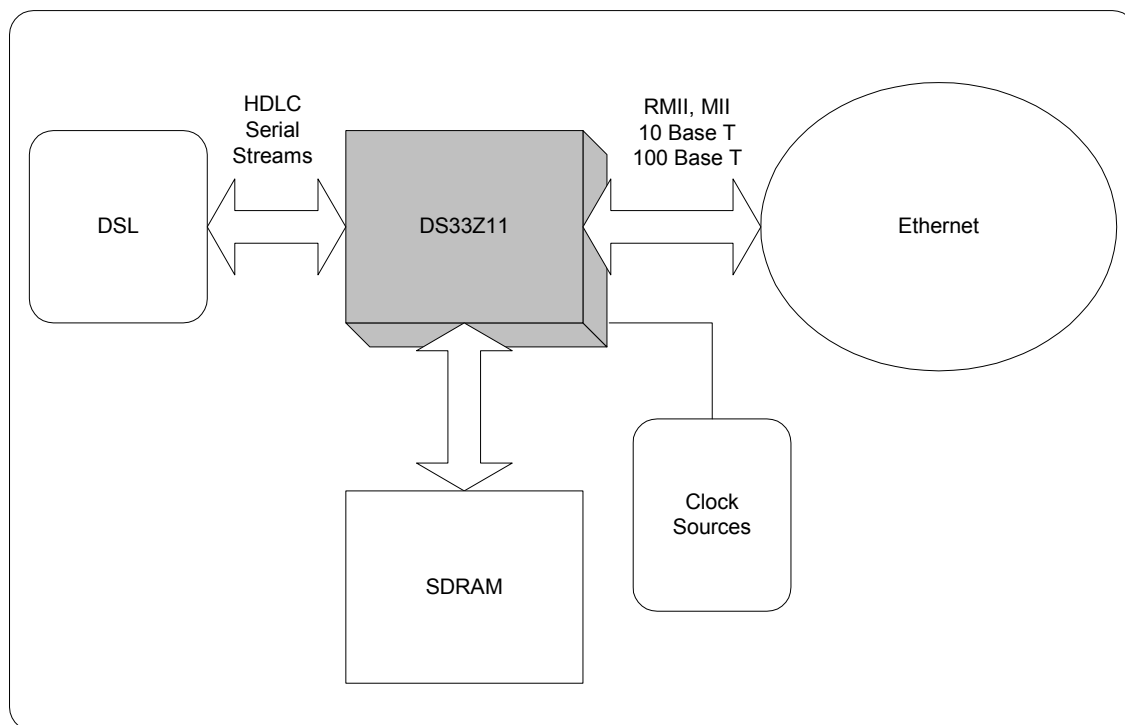 HDLC
Serial
Streams
RMII, MII
10 Base T
100 Base T
DSL
DS33Z11
Ethernet
Clock
Sources
SDRAM